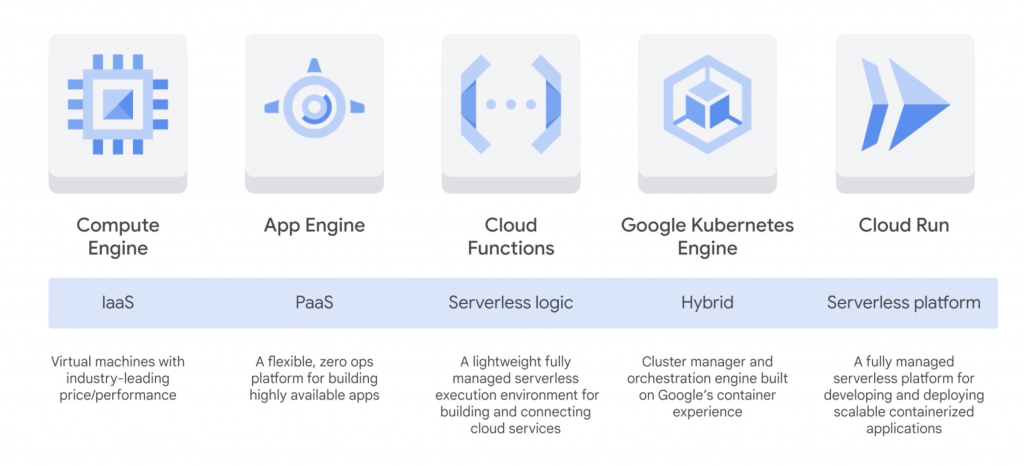 Compute
Engine
App Engine
Cloud
Functions
Google Kubernetes
Engine
Cloud Run
IaaS
PaaS
Serverless logic
Hybrid
Serverless platform
Virtual machines with
industry-leading
price/performance
A flexible, zero ops
platform for building
highly available apps
A lightweight fully
managed serverless
execution environment for
building and connecting
cloud services
Cluster manager and
orchestration engine built
on Google's container
experience
A fully managed
serverless platform for
developing and deploying
scalable containerized
applications